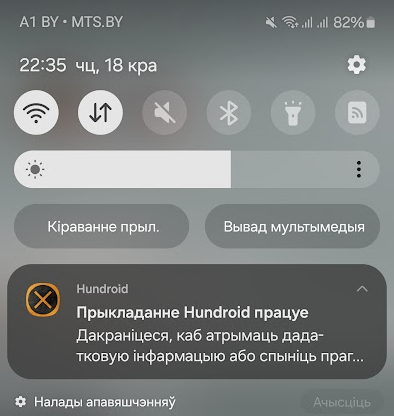 A1 BY • MTS.BY
82%
22:35 чц, 18 кра
Кіраванне прыл.
Вывад мультымедыя
Hundroid
Прыкладанне Hundroid працуе
Дакраніцеся, каб атрымаць дада-
тковую інфармацыю або спыніць праг...
Налады апавяшчэнняў
Ачысціць